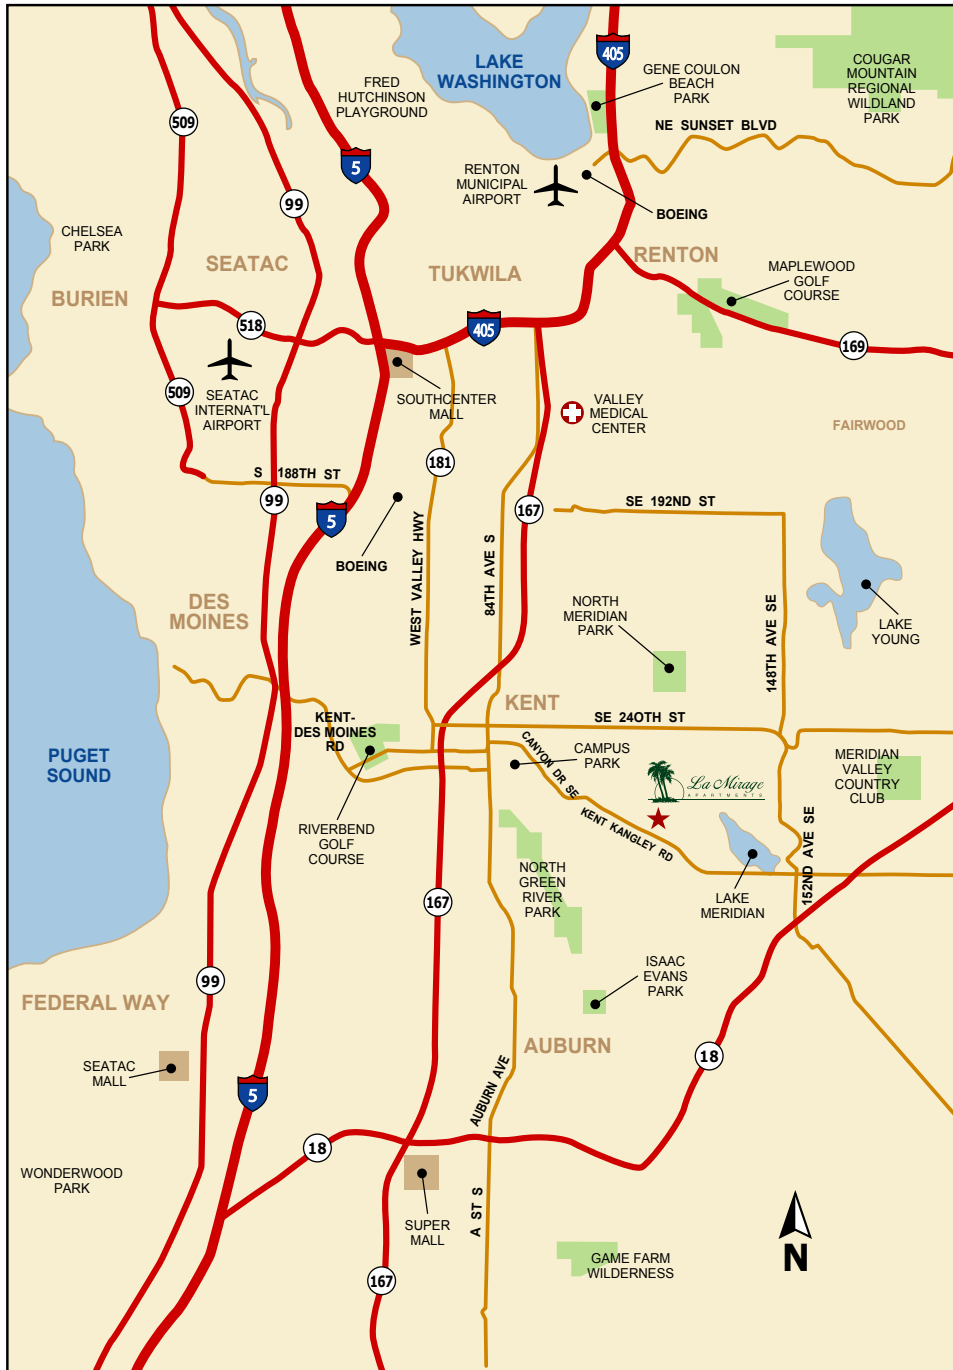 LAKE
WASHINGTON
405
GENE COULON
BEACH
PARK
COUGAR
MOUNTAIN
REGIONAL
WILDLAND
PARK
FRED
HUTCHINSON
PLAYGROUND
509
NE SUNSET BLVD
5
RENTON
MUNICIPAL
AIRPORT
99
BOEING
CHELSEA
PARK
SEATAC
TUKWILA
RENTON
MAPLEWOOD
GOLF
COURSE
BURIEN
518
405
169
509
SEATAC
INTERNAT'L
AIRPORT
SOUTHCENTER
MALL
VALLEY
MEDICAL
CENTER
FAIRWOOD
181
S 188TH ST
99
5
167
SE 192ND ST
BOEING
WEST VALLEY HWY
84TH AVE S
DES
MOINES
NORTH
MERIDIAN
PARK
148TH AVE SE
LAKE
YOUNG
KENT
KENT-
DES MOINES
RD
SE 24OTH ST
PUGET
SOUND
CANYON DR SE
CAMPUS
PARK
La Mirage
APARTMENTS
MERIDIAN
VALLEY
COUNTRY
CLUB
KENT KANGLEY RD
152ND AVE SE
RIVERBEND
GOLF
COURSE
NORTH
GREEN
RIVER
PARK
LAKE
MERIDIAN
167
99
ISAAC
EVANS
PARK
FEDERAL WAY
AUBURN
SEATAC
MALL
18
5
AUBURN AVE
18
WONDERWOOD
PARK
A ST S
SUPER
MALL
167
GAME FARM
WILDERNESS
N